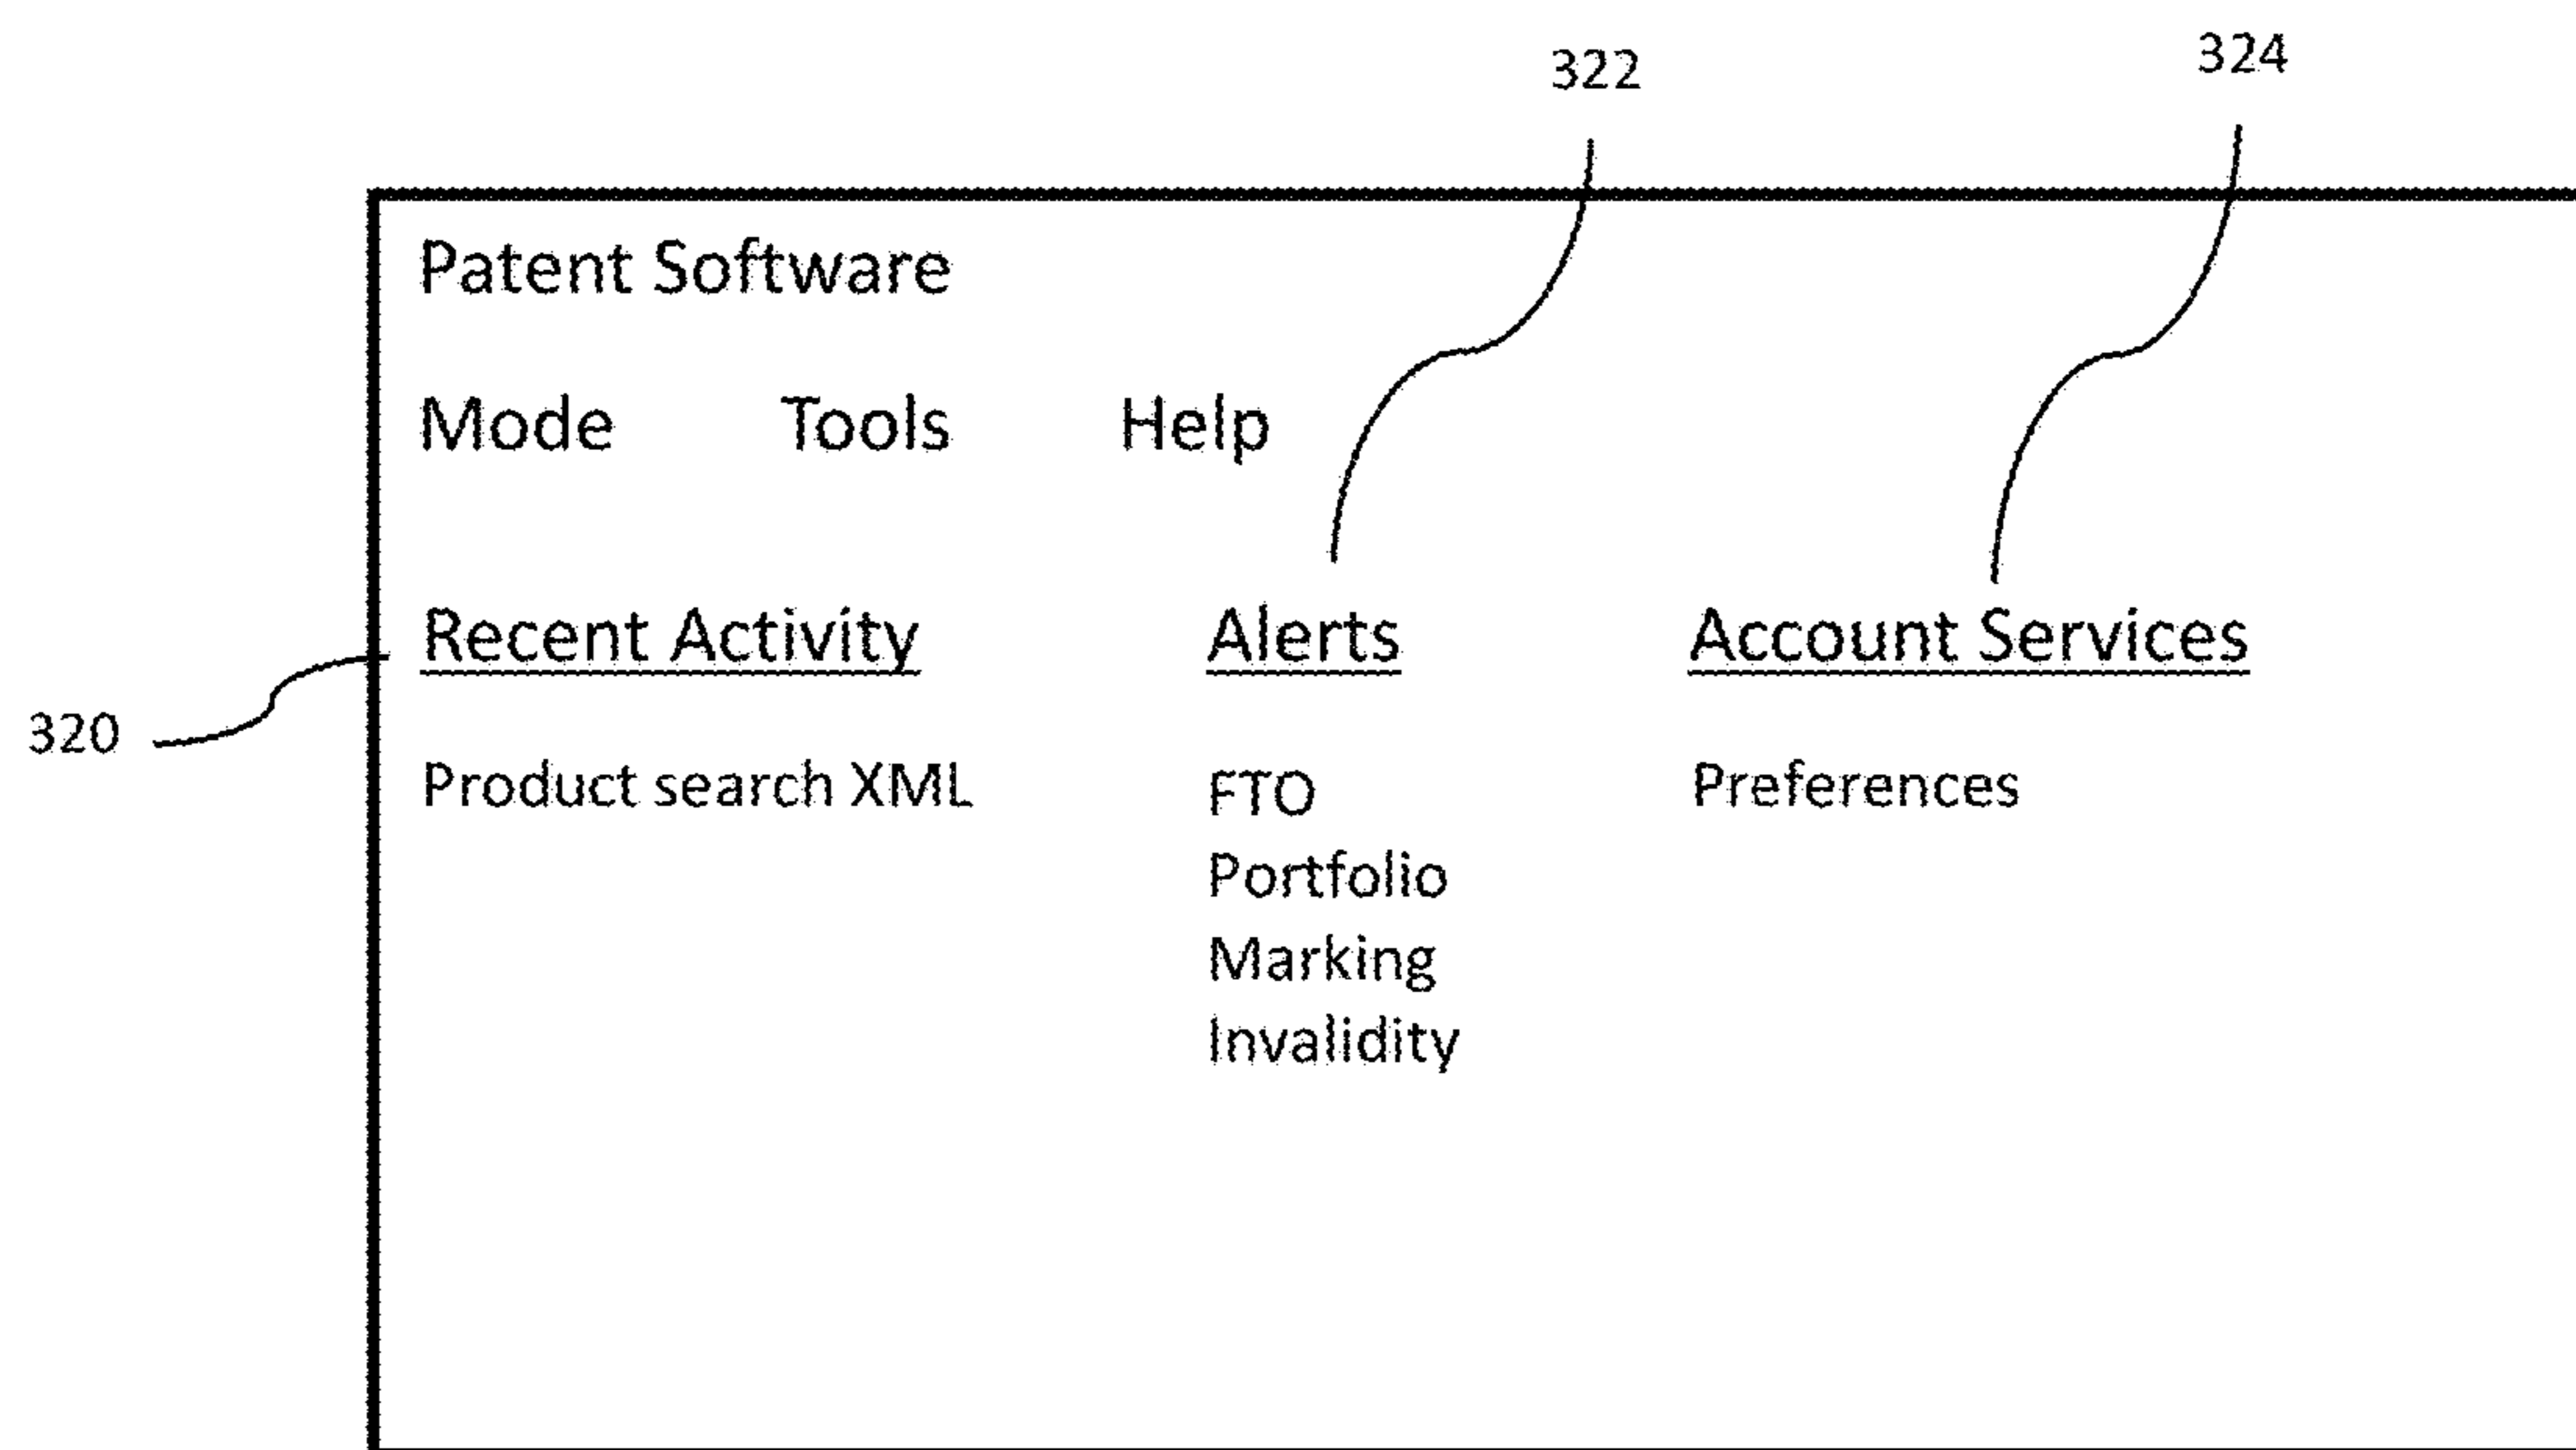 322
324
Patent Software
Mode Tools Help
Recent Activity Alerts Account Services
320
Product search XML FTO Preferences
Portfolio
Marking
Invalidity